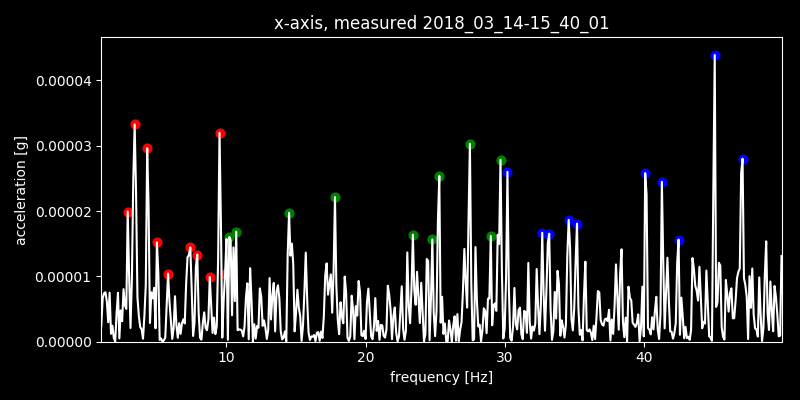 x-axis, measured 2018_03_14-15_40_01
acceleration [g]
0.00004
0.00003
0.00002
0.00001
0.00000
10 20 30 40
frequency [Hz]